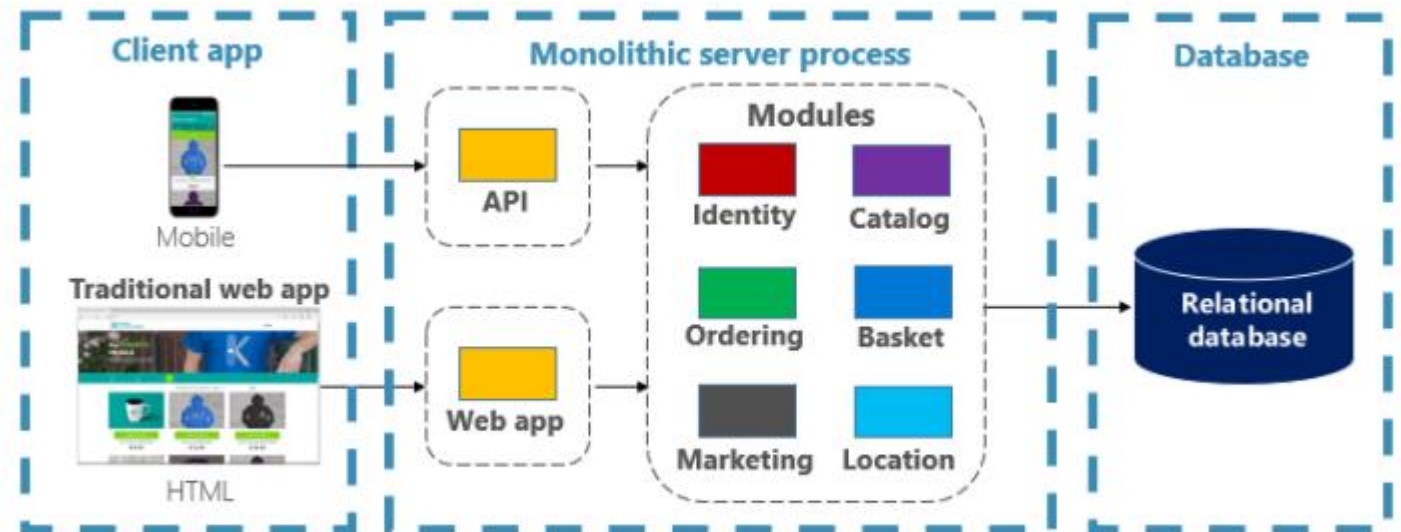 Client app
Mobile
Traditional web app
HTML
Monolithic server process
API
Web app
Modules
Identity
Catalog
Ordering
Basket
Marketing
Location
Database
Relational
database